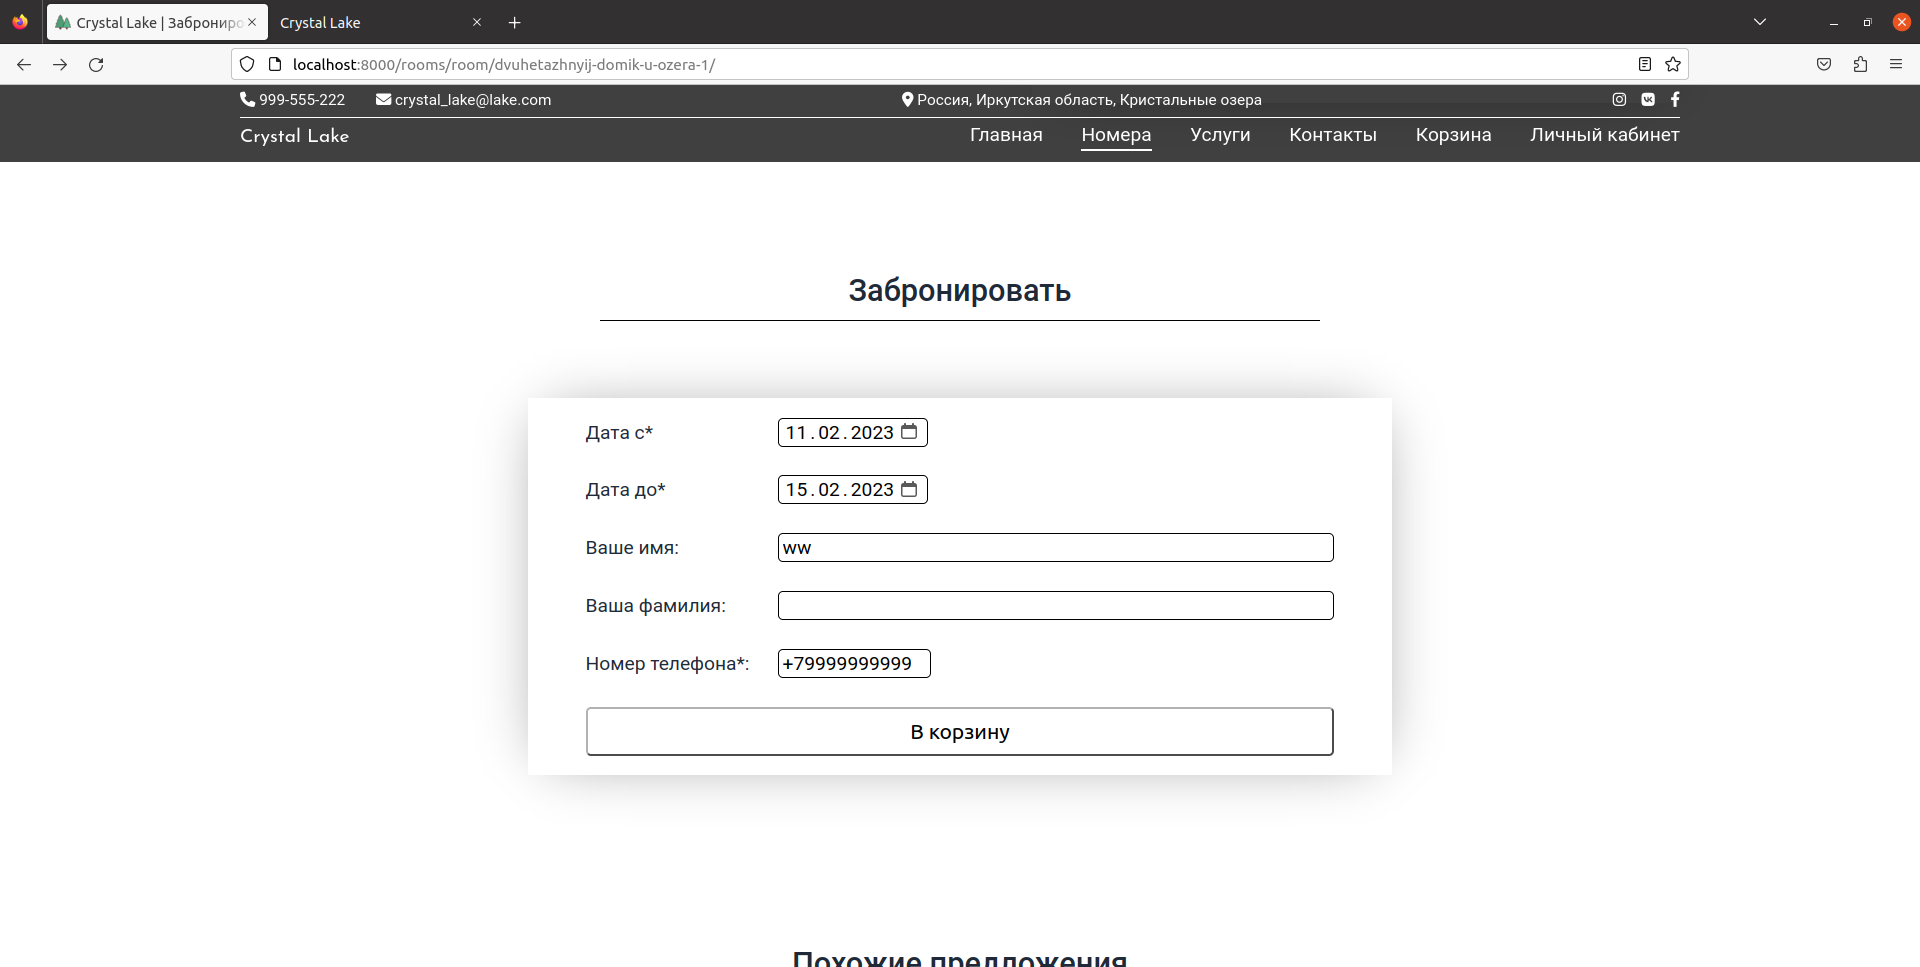 Crystal Lake | Заброниро
Crystal Lake
localhost:8000/rooms/room/dvuhetazhnyij-domik-u-ozera-1/
999-555-222 crystal_lake@lake.com Россия, Иркутская область, Кристальные озера
Crystal Lake Главная Номера Услуги Контакты Корзина Личный кабинет
Забронировать
Дата с* 11.02.2023
Дата до* 15.02.2023
Ваше имя: ww
Ваша фамилия:
Номер телефона*: +79999999999
В корзину
Похожие предложения